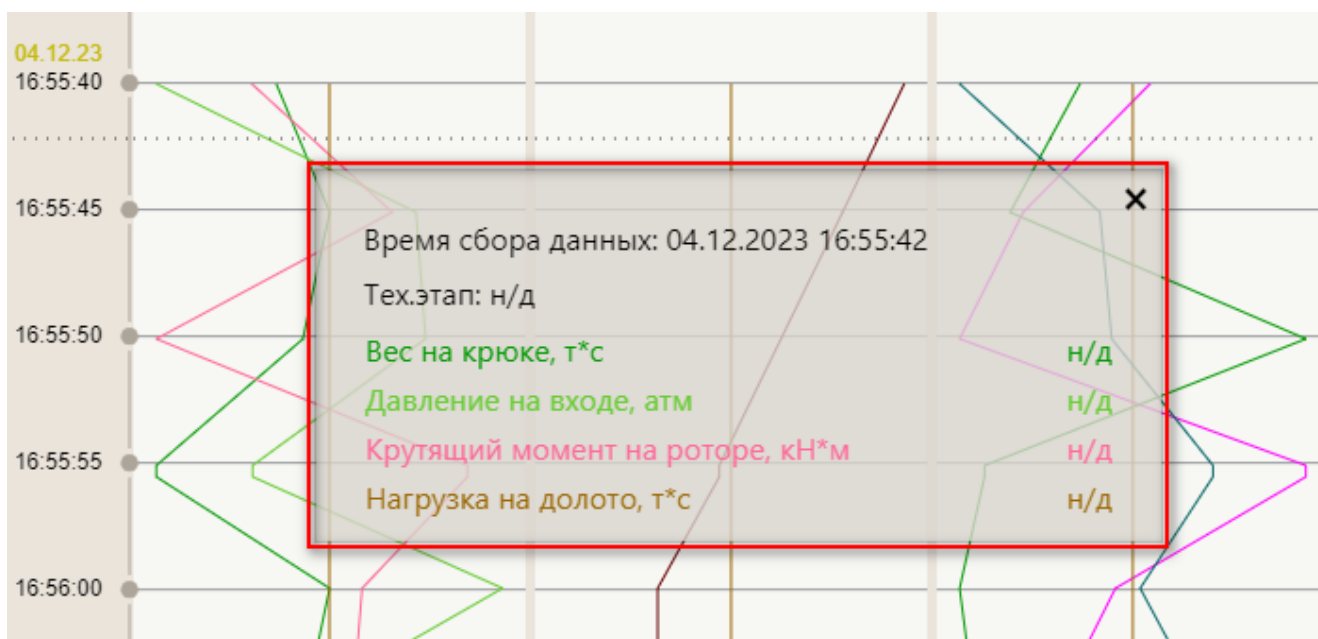 04.12.23
16:55:40
16:55:45
Время сбора данных: 04.12.2023 16:55:42
Тех.этап: н/д
16:55:50
Вес на крюке, т*с н/д
Давление на входе, атм н/д
Крутящий момент на роторе, кН*м н/д
16:55:55
Нагрузка на долото, т*с н/д
16:56:00